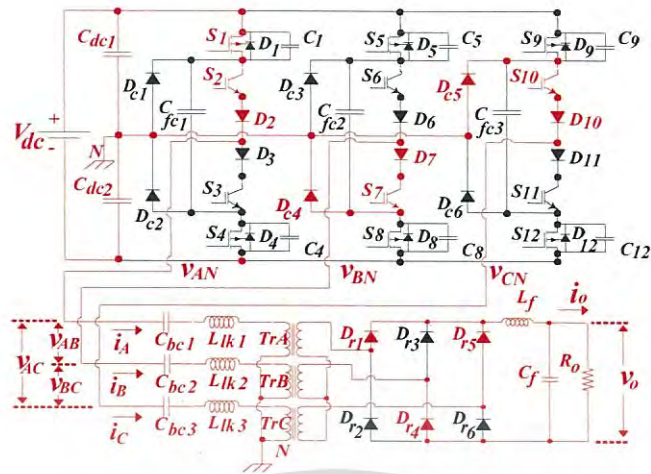 S1 D1 C1 S5 D5 C5 S9 D9 C9
Cdc1 S2 S6 S10
Dc1 Dc3 Dc5
Cfc1 D2 Cfc2 D6 Cfc3 D10
Vdc + -
N D3 D7 D11
Cdc2 S3 S7 S11
Dc2 Dc4 Dc6
S4 D4 C4 S8 D8 C8 S12 D12 C12
vAN vBN vCN
Lf io
iA Cbc1 Llk1 TrA Dr1 Dr3 Dr5
vAB vAC vBC
iB Cbc2 Llk2 TrB Cf Ro vo
iC Cbc3 Llk3 TrC Dr2 Dr4 Dr6
N